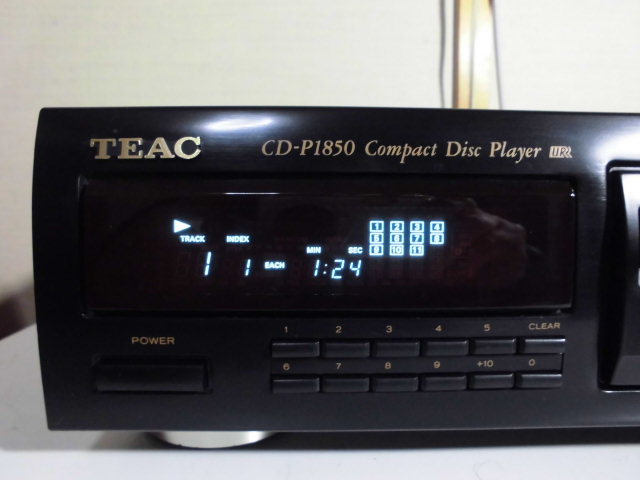 TEAC CD-P1850 Compact Disc Player
TRACK INDEX MIN SEC
1 1 EACH 1:24
1 2 3 4
5 6 7 8
9 10 11
POWER
1 2 3 4 5 CLEAR
6 7 8 9 +10 0